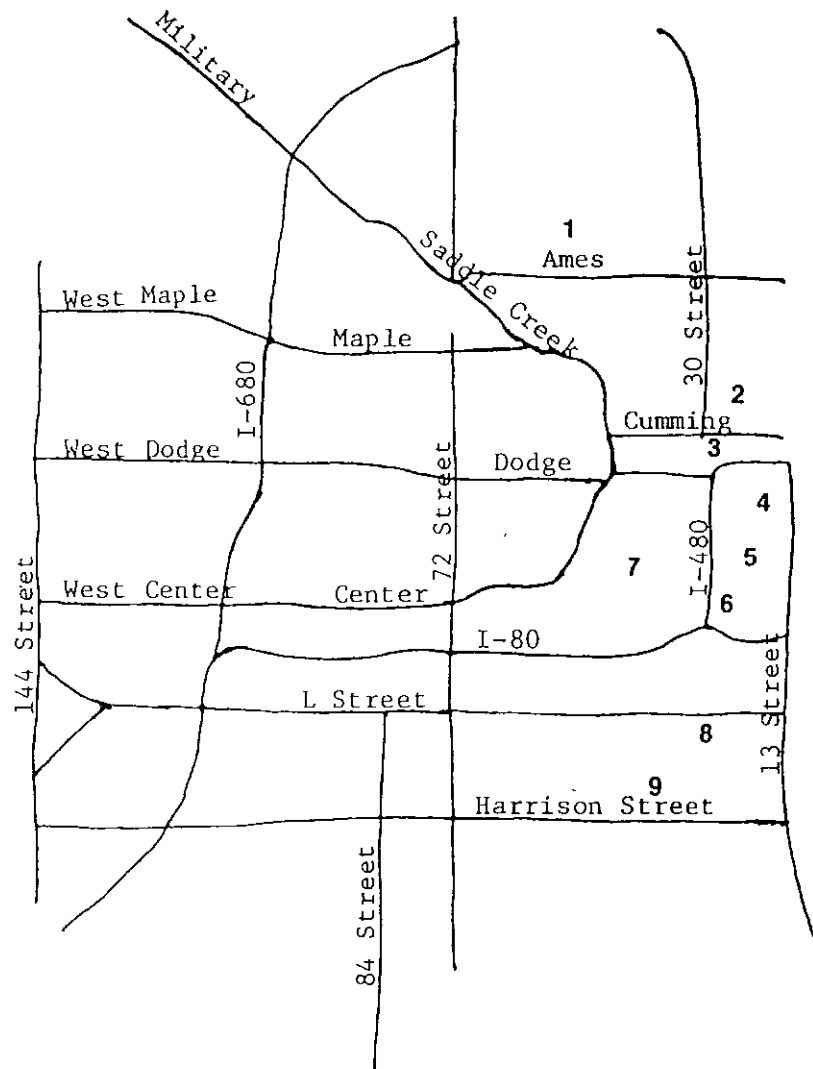 Military
1
Saddle Creek
Ames
West Maple
Maple
30 Street
I-680
2
Cumming
3
West Dodge
Dodge
4
72 Street
I-480
5
7
West Center
Center
6
144 Street
I-80
L Street
13 Street
8
9
Harrison Street
84 Street